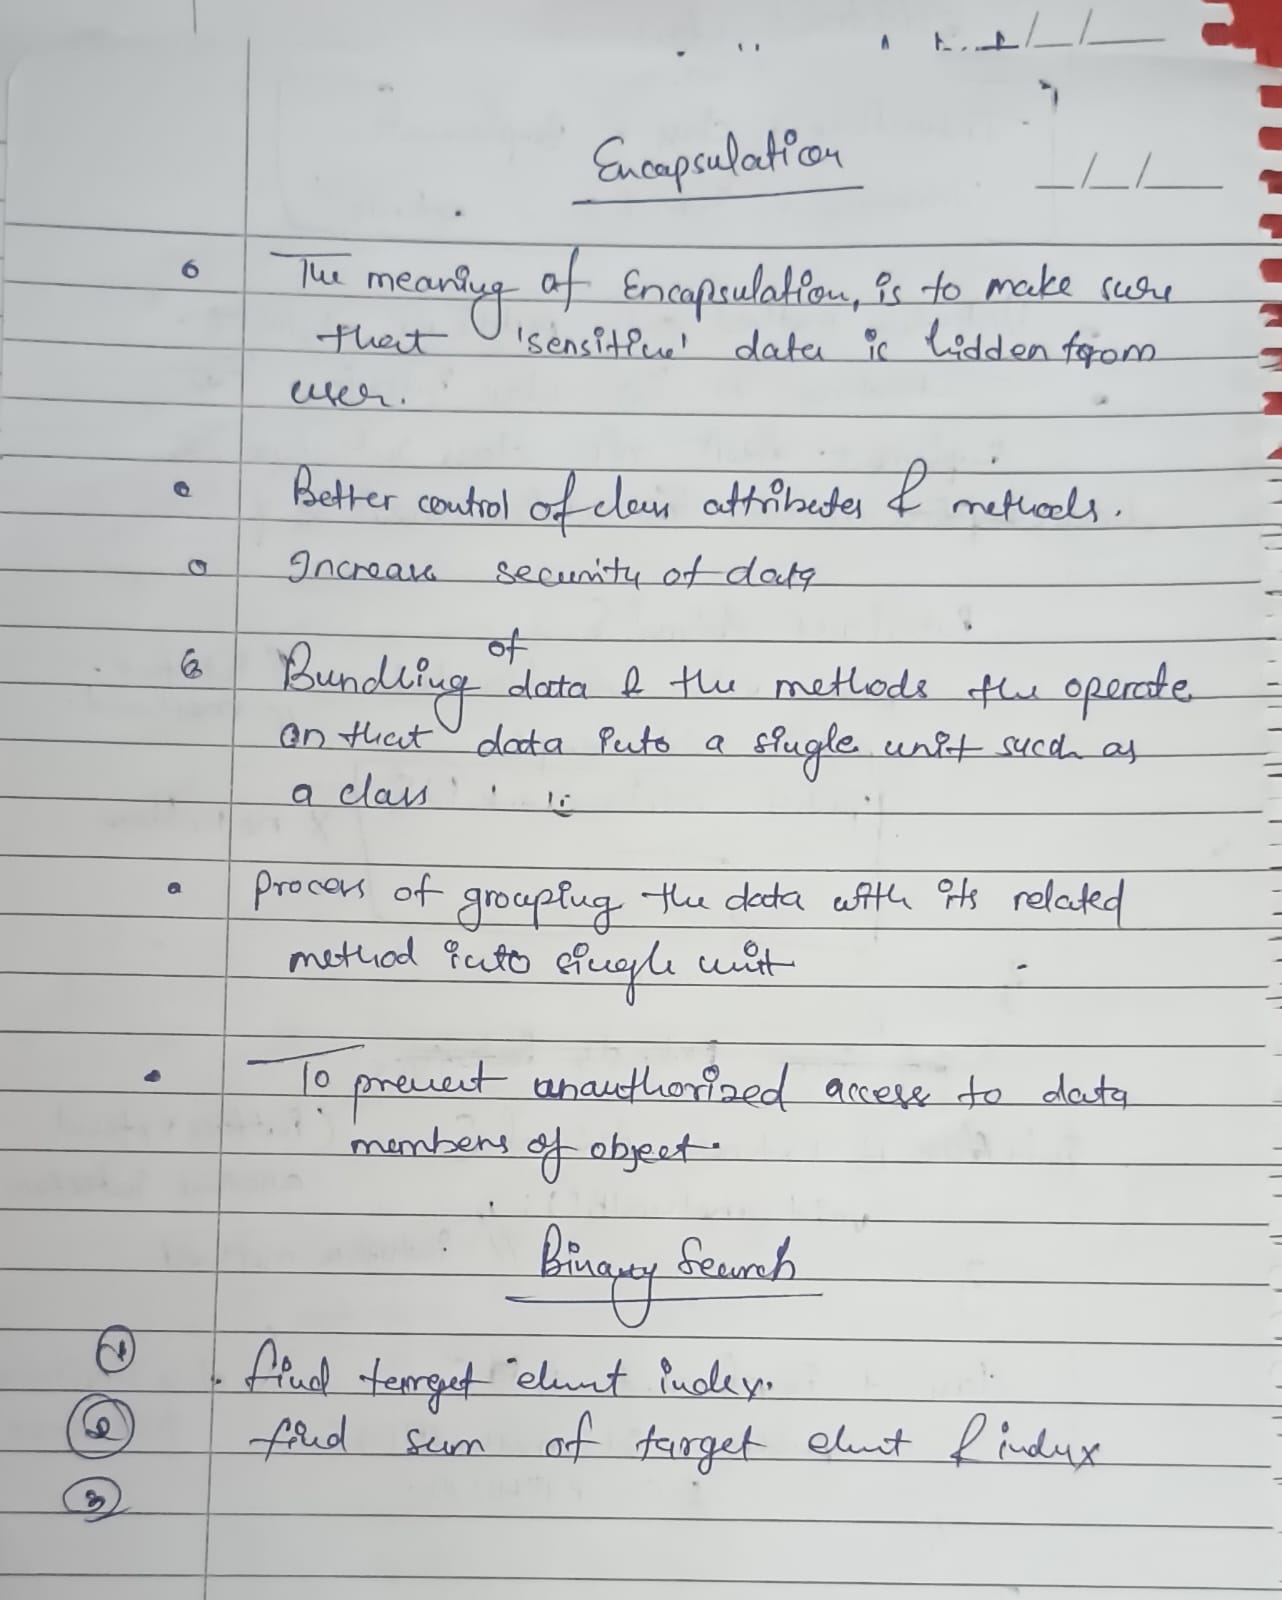 Encapsulation
The meaning of Encapsulation, is to make sure
that 'sensitive' data is hidden from
user.
Better control of class attributes & methods.
Increase security of data
of
Bundling data & the methods the operate
on that data into a single unit such as
a class
Process of grouping the data with its related
method into single unit
To prevent unauthorized access to data
members of object.
Binary Search
① find target elmnt index.
② find sum of target elmnt & index
③